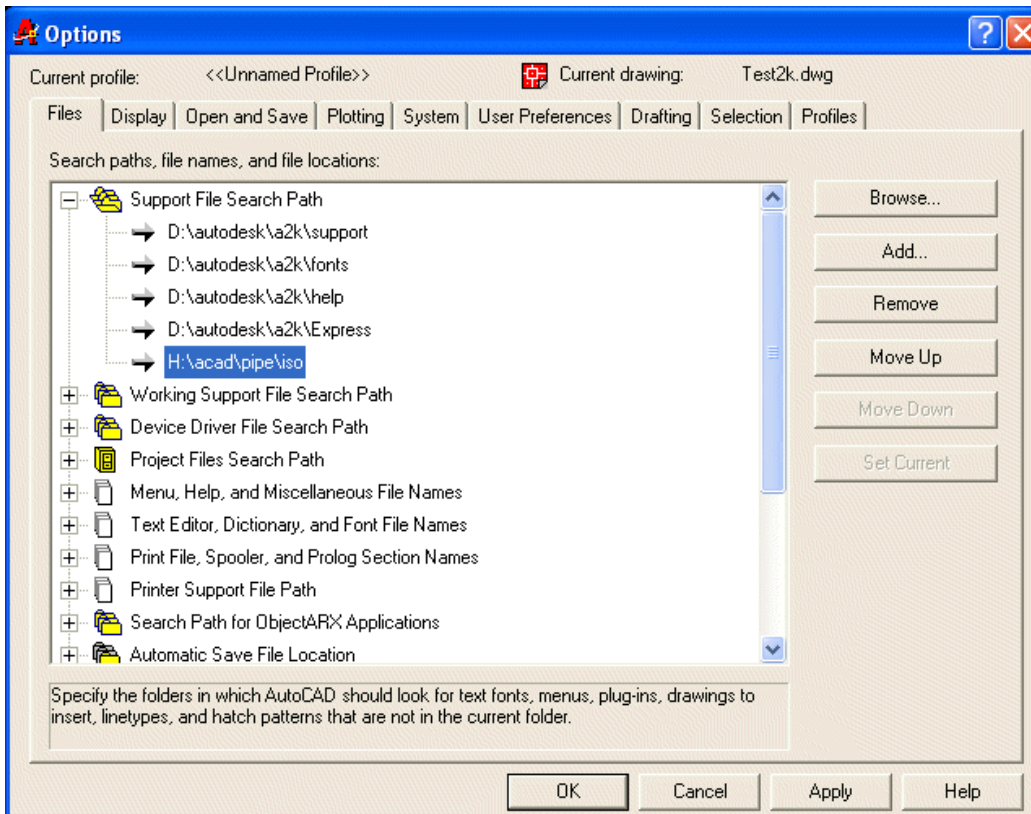 Options
Current profile: <<Unnamed Profile>> Current drawing: Test2k.dwg
Files Display Open and Save Plotting System User Preferences Drafting Selection Profiles
Search paths, file names, and file locations:
Support File Search Path
D:\autodesk\a2k\support
D:\autodesk\a2k\fonts
D:\autodesk\a2k\help
D:\autodesk\a2k\Express
H:\acad\pipe\iso
Working Support File Search Path
Device Driver File Search Path
Project Files Search Path
Menu, Help, and Miscellaneous File Names
Text Editor, Dictionary, and Font File Names
Print File, Spooler, and Prolog Section Names
Printer Support File Path
Search Path for ObjectARX Applications
Automatic Save File Location
Browse...
Add...
Remove
Move Up
Move Down
Set Current
Specify the folders in which AutoCAD should look for text fonts, menus, plug-ins, drawings to
insert, linetypes, and hatch patterns that are not in the current folder.
OK Cancel Apply Help